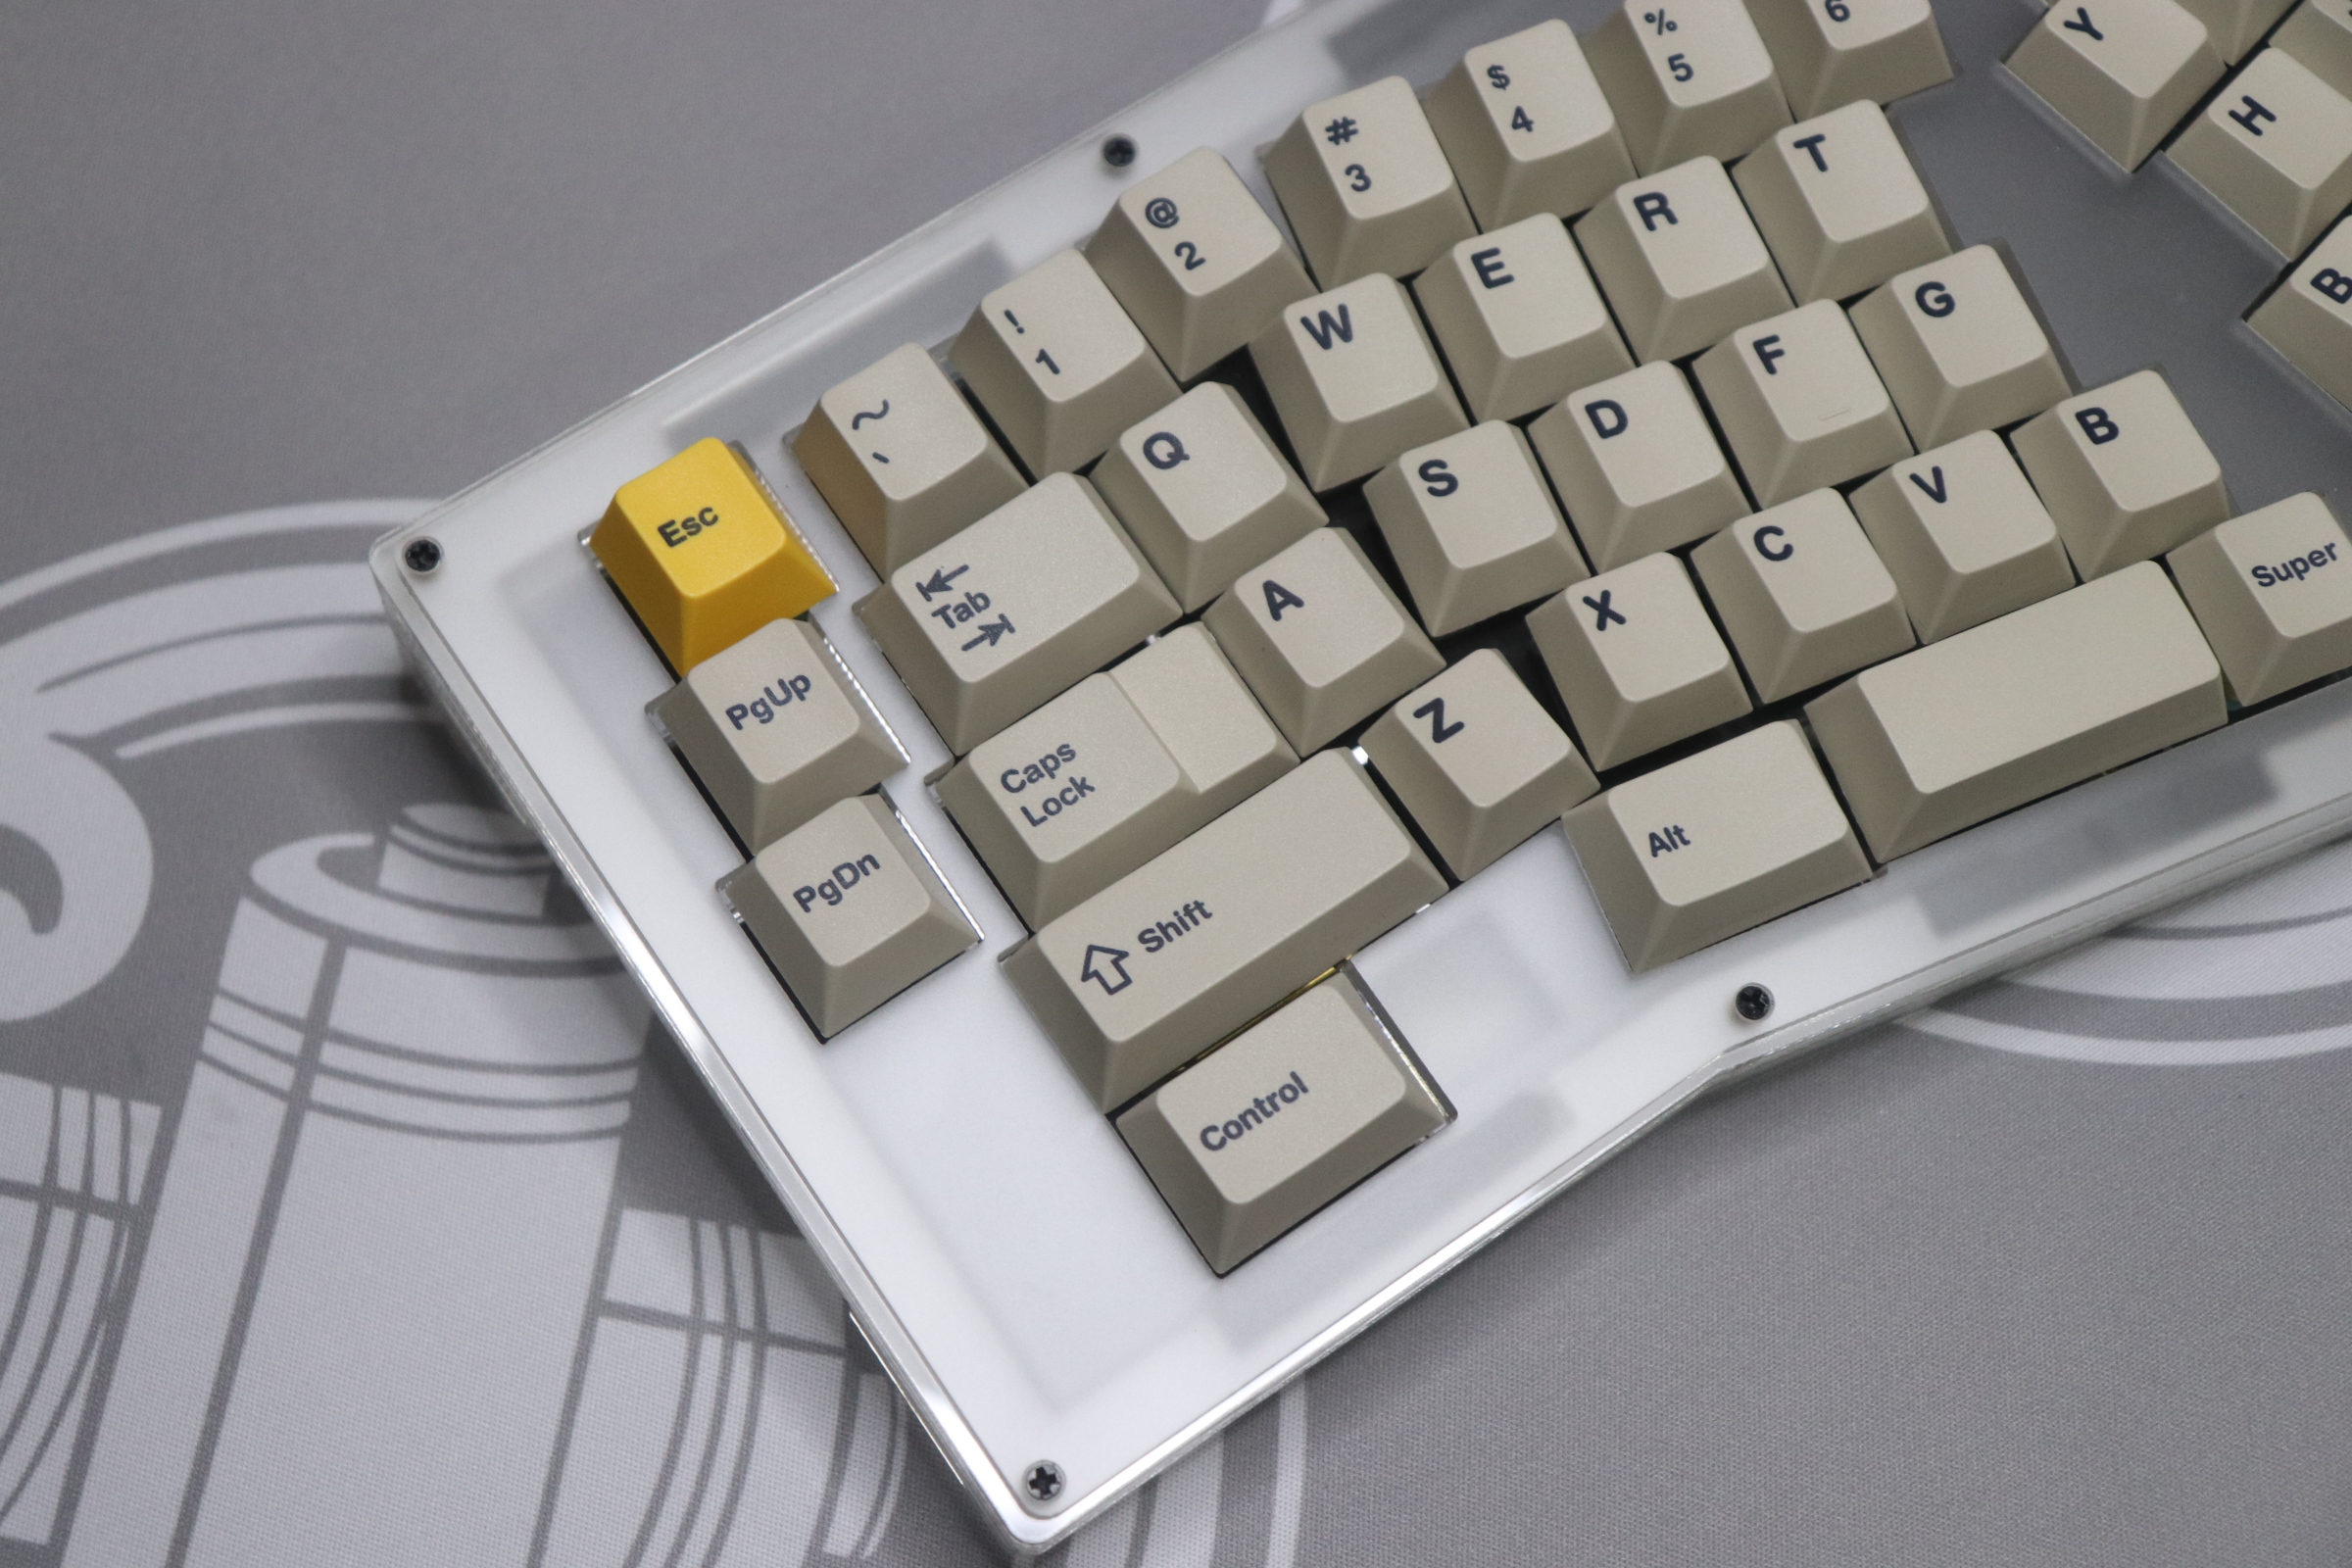 Esc
~
`
!
1
@
2
#
3
$
4
%
5
6
Y
PgUp
Tab
Q
W
E
R
T
H
PgDn
Caps
Lock
A
S
D
F
G
B
Shift
Z
X
C
V
B
Control
Alt
Super